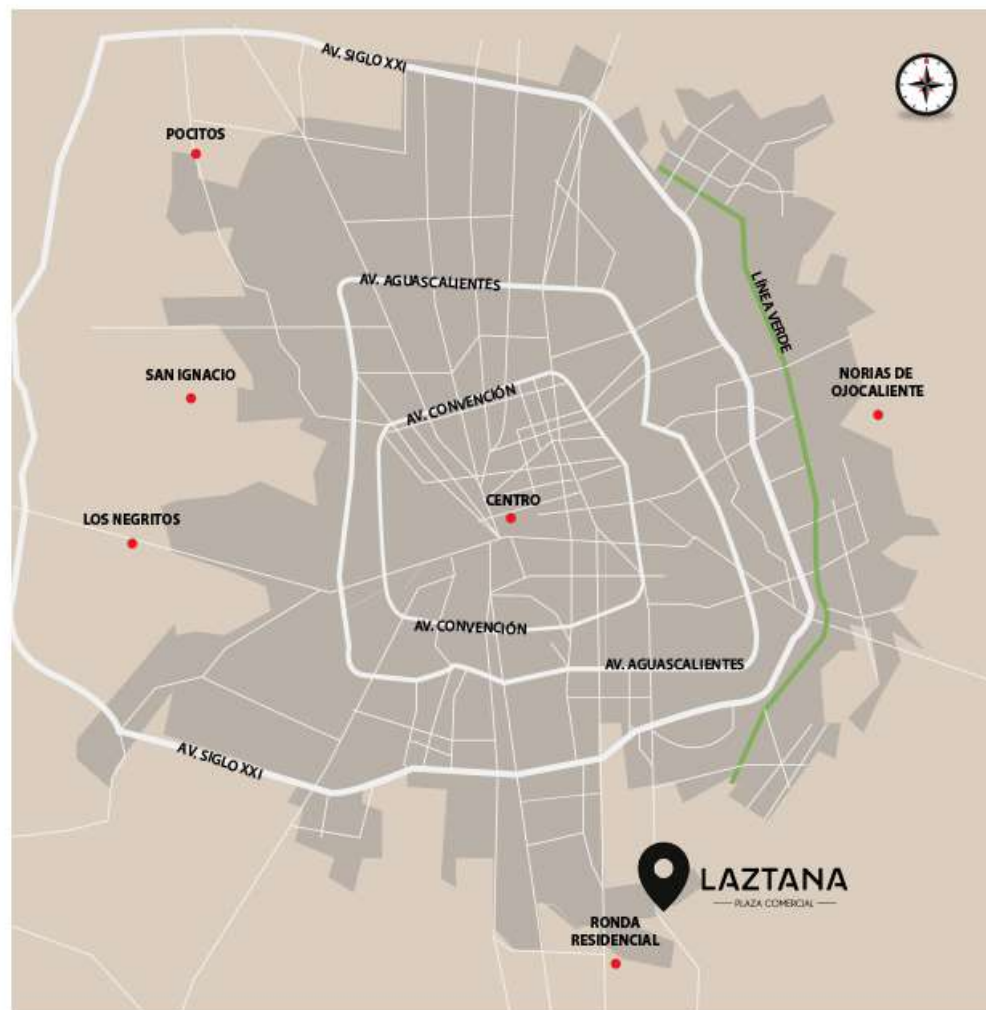 AV. SIGLO XXI
POCITOS
AV. AGUASCALIENTES
LÍNEA VERDE
SAN IGNACIO
NORIAS DE
OJOCALIENTE
AV. CONVENCIÓN
CENTRO
LOS NEGRITOS
AV. CONVENCIÓN
AV. AGUASCALIENTES
AV. SIGLO XXI
LAZTANA
PLAZA COMERCIAL
RONDA
RESIDENCIAL